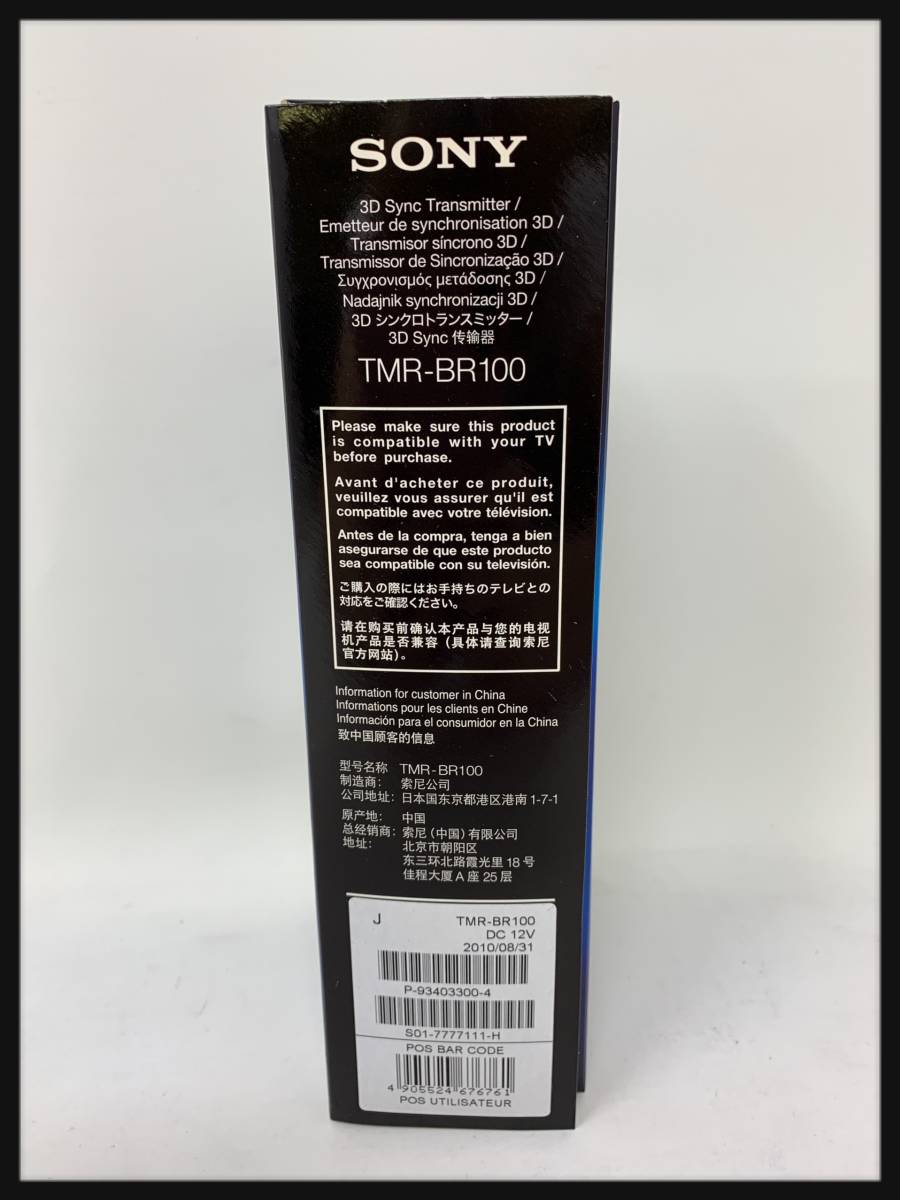 SONY
3D Sync Transmitter /
Emetteur de synchronisation 3D /
Transmisor síncrono 3D /
Transmissor de Sincronização 3D /
Συγχρονισμός μετάδοσης 3D /
Nadajnik synchronizacji 3D /
3D シンクロトランスミッター /
3D Sync 传输器
TMR-BR100
Please make sure this product
is compatible with your TV
before purchase.
Avant d'acheter ce produit,
veuillez vous assurer qu'il est
compatible avec votre télévision.
Antes de la compra, tenga a bien
asegurarse de que este producto
sea compatible con su televisión.
ご購入の際にはお手持ちのテレビとの
対応をご確認ください。
请在购买前确认本产品与您的电视
机产品是否兼容（具体请查询索尼
官方网站）。
Information for customer in China
Informations pour les clients en Chine
Información para el consumidor en la China
致中国顾客的信息
型号名称 TMR-BR100
制造商： 索尼公司
公司地址： 日本国东京都港区港南1-7-1
原产地： 中国
总经销商： 索尼（中国）有限公司
地址： 北京市朝阳区
东三环北路霞光里18号
佳程大厦A座25层
J TMR-BR100
DC 12V
2010/08/31
P-93403300-4
S01-7777111-H
POS BAR CODE
4 905524 676761
POS UTILISATEUR